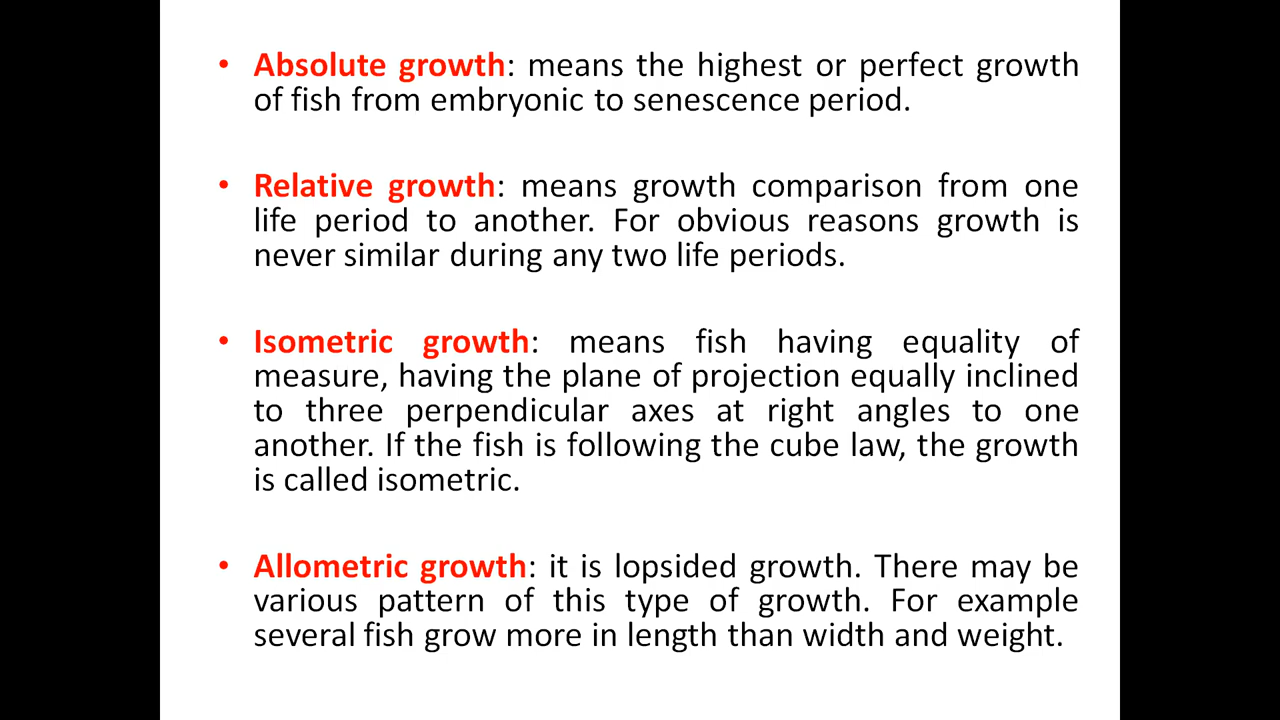 • Absolute growth: means the highest or perfect growth
of fish from embryonic to senescence period.
• Relative growth: means growth comparison from one
life period to another. For obvious reasons growth is
never similar during any two life periods.
• Isometric growth: means fish having equality of
measure, having the plane of projection equally inclined
to three perpendicular axes at right angles to one
another. If the fish is following the cube law, the growth
is called isometric.
• Allometric growth: it is lopsided growth. There may be
various pattern of this type of growth. For example
several fish grow more in length than width and weight.